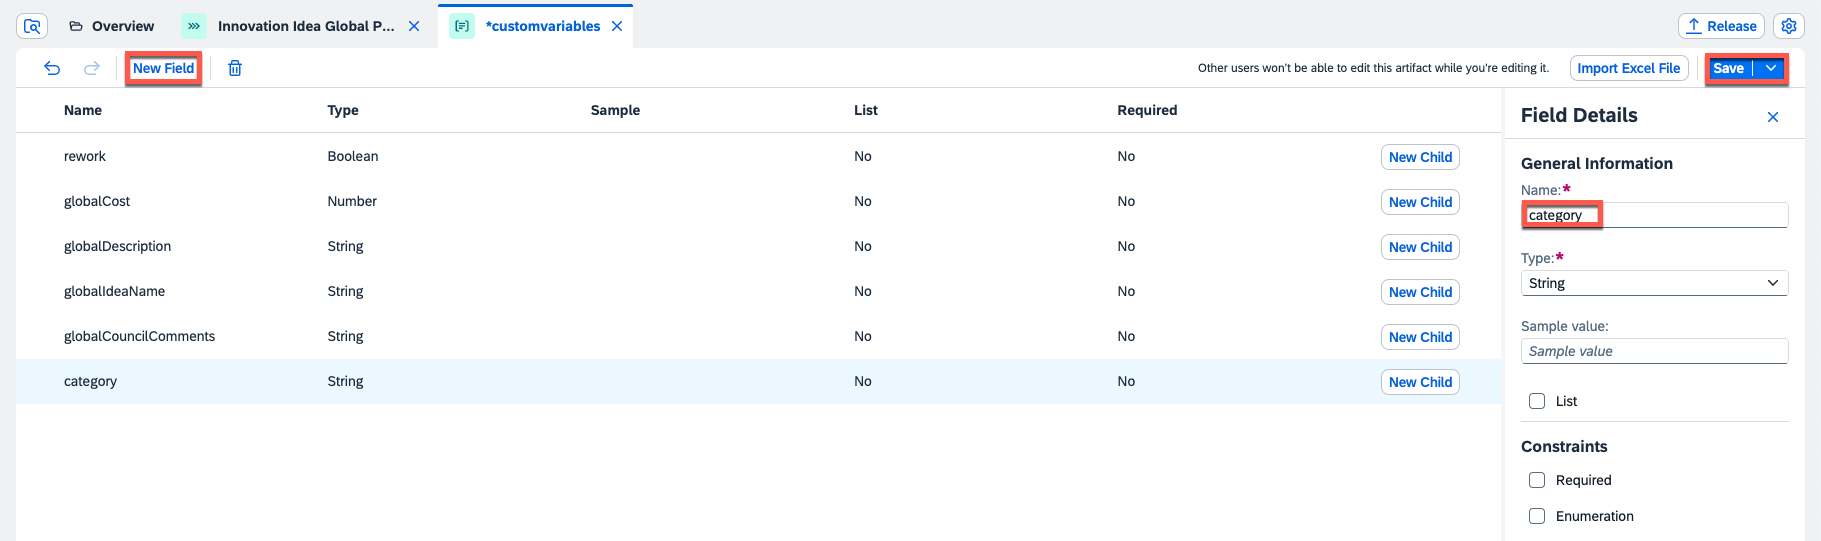 Overview
Innovation Idea Global P...
*customvariables
Release
New Field
Other users won't be able to edit this artifact while you're editing it.
Import Excel File
Save
Name Type Sample List Required
rework Boolean No No New Child
globalCost Number No No New Child
globalDescription String No No New Child
globalIdeaName String No No New Child
globalCouncilComments String No No New Child
category String No No New Child
Field Details
General Information
Name:*
category
Type:*
String
Sample value:
Sample value
List
Constraints
Required
Enumeration